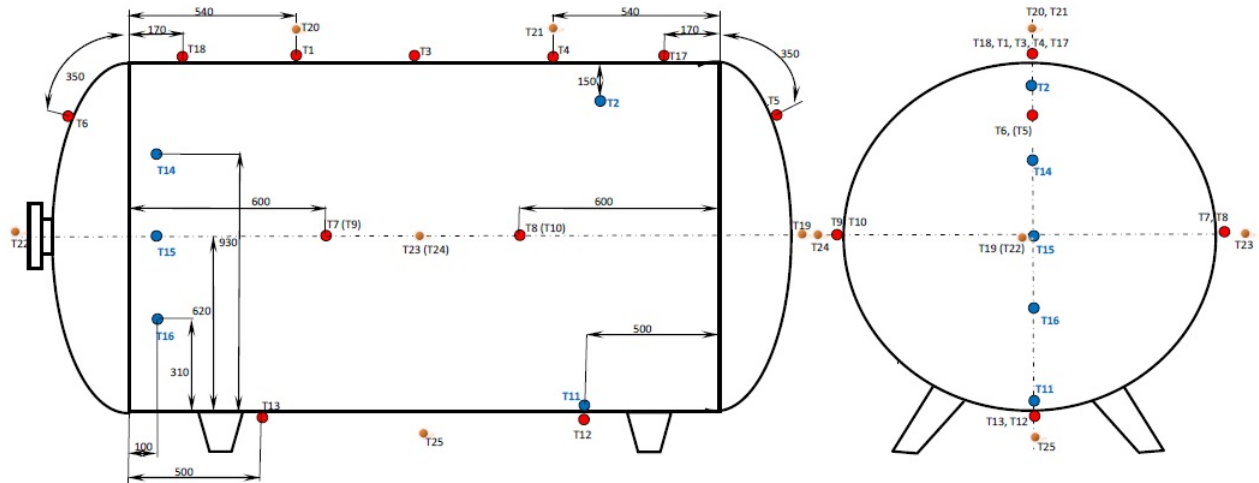 540
540
T20, T21
T20
T21
170
170
T18
T1
T3
T4
T17
T18, T1, T3, T4, T17
350
350
150
T2
T2
T6
T5
T6, (T5)
T14
T14
600
600
T7 (T9)
T8 (T10)
T9, T10
T7, T8
T22
T15
930
T23 (T24)
T19
T24
T19 (T22)
T15
T23
620
T16
T16
500
310
T11
T11
T13
T12
T13, T12
T25
T25
100
500